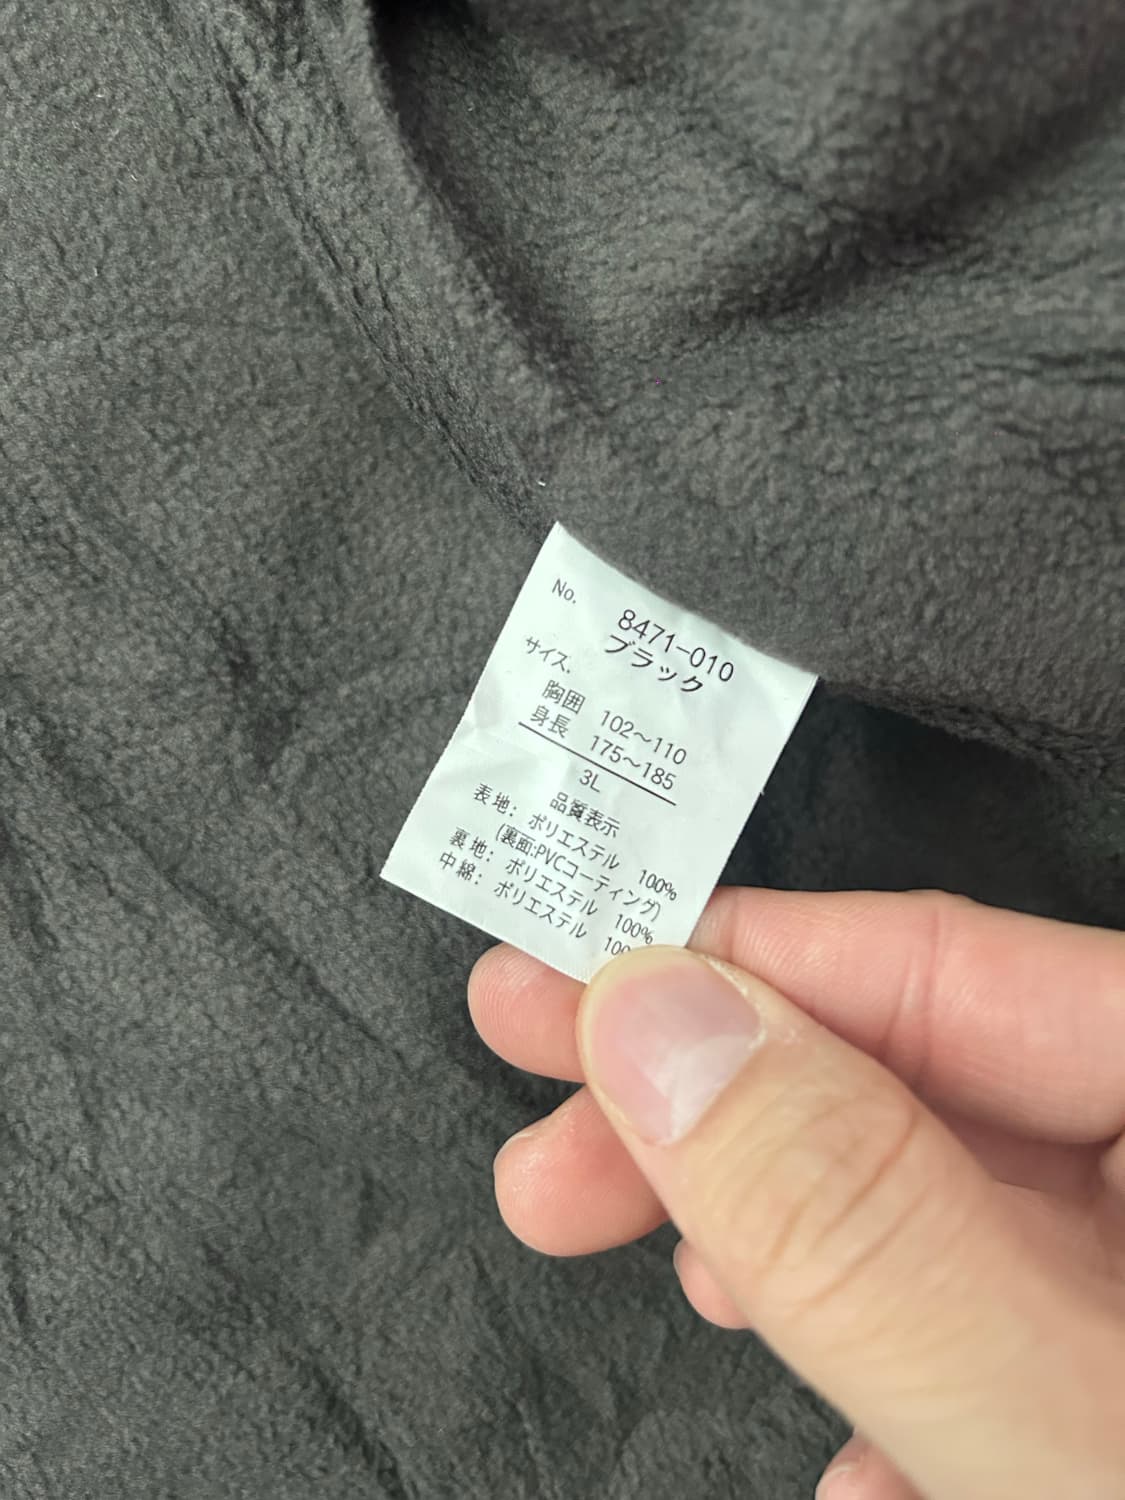 No. 8471-010
ブラック
サイズ.
胸囲 102〜110
身長 175〜185
3L
品質表示
表地: ポリエステル 100%
(裏面:PVCコーティング)
裏地: ポリエステル 100%
中綿: ポリエステル 100